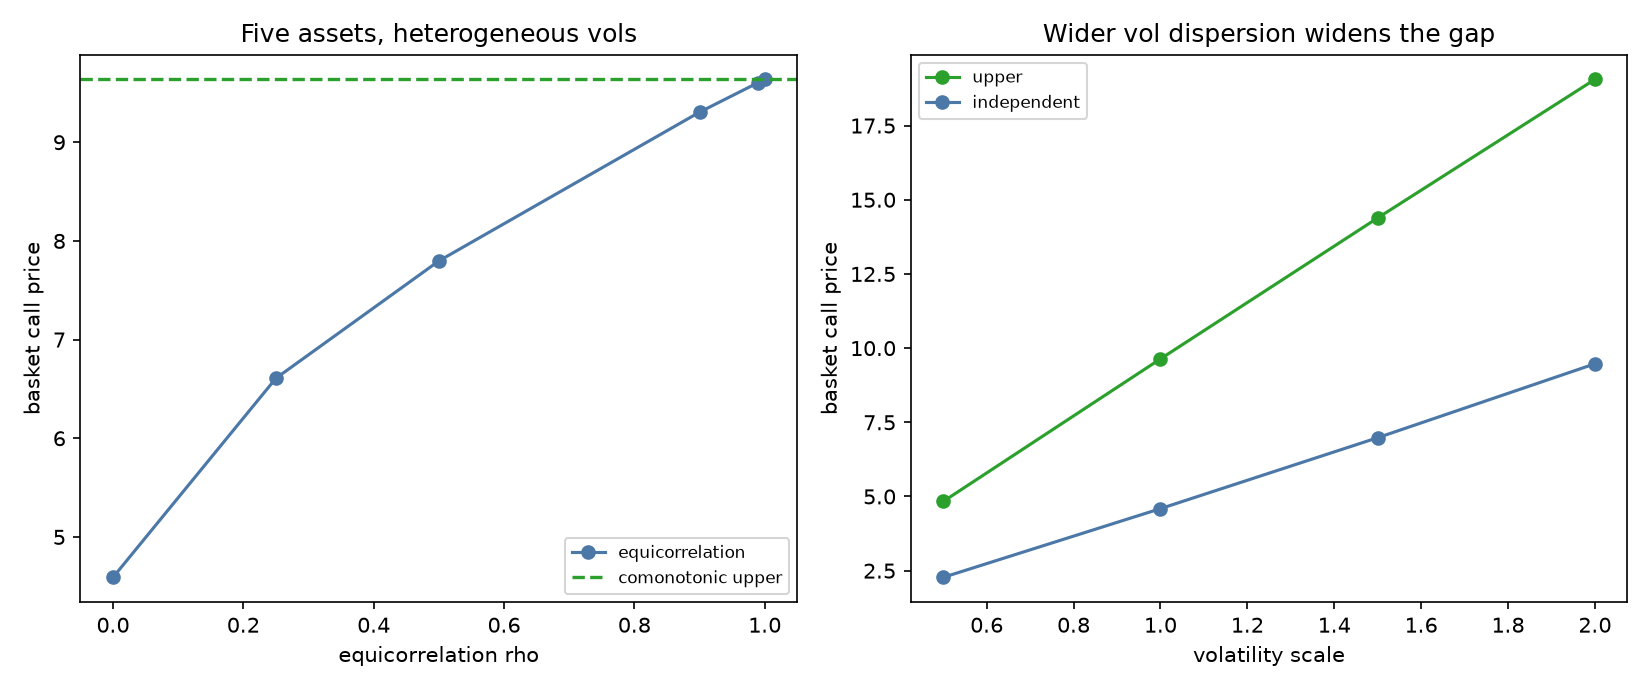 Five assets, heterogeneous vols
basket call price
9
8
7
6
5
equicorrelation
comonotonic upper
0.0 0.2 0.4 0.6 0.8 1.0
equicorrelation rho
Wider vol dispersion widens the gap
basket call price
upper
independent
17.5
15.0
12.5
10.0
7.5
5.0
2.5
0.6 0.8 1.0 1.2 1.4 1.6 1.8 2.0
volatility scale